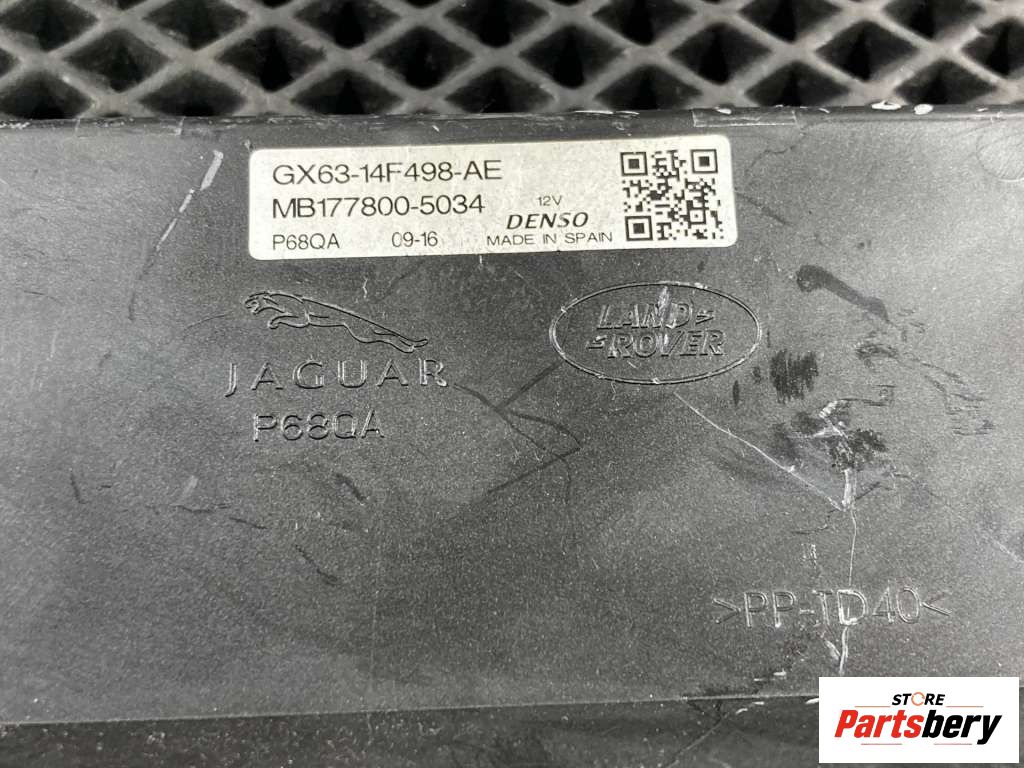 GX63-14F498-AE
MB177800-5034
12V
DENSO
P68QA 09-16 MADE IN SPAIN
JAGUAR
P68QA
LAND
ROVER
>PP-TD40<
STORE
Partsbery